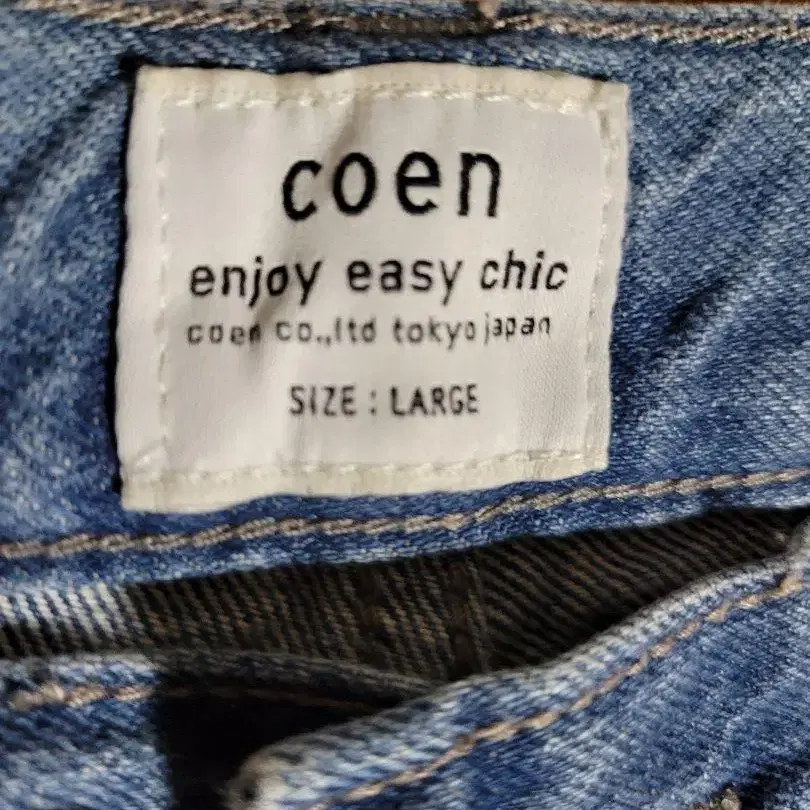 coen
enjoy easy chic
coen co.,ltd tokyo japan
SIZE : LARGE